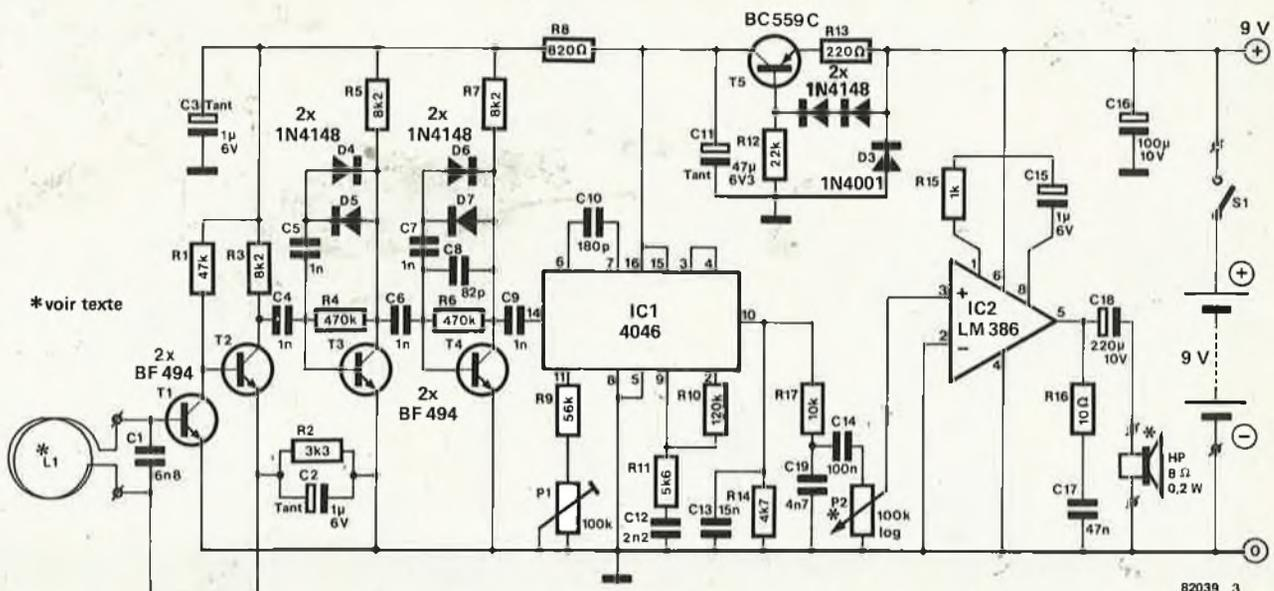 9 V
+
BC559C
R8
820Ω
T5
R13
220Ω
2x
1N4148
C3 Tant
1µ
6V
2x
1N4148
D4
D5
R5
8k2
2x
1N4148
D6
D7
R7
8k2
C11
47µ
6V3
Tant
R12
22k
D3
1N4001
C16
100µ
10V
R15
1k
C15
1µ
6V
S1
+
C10
180p
6
7
16
15
3
4
C5
1n
C7
1n
C8
82p
R1
47k
R3
8k2
*voir texte
C4
1n
R4
470k
C6
1n
R6
470k
C9
1n
14
IC1
4046
10
1
6
8
3
+
2
−
IC2
LM 386
5
4
C18
220µ
10V
9 V
−
T2
T3
T4
2x
BF 494
2x
BF 494
T1
11
8
5
9
2
R9
56k
R10
120k
R17
10k
C14
100n
R16
10Ω
*
L1
C1
6n8
R2
3k3
C2
Tant
1µ
6V
P1
100k
R11
5k6
C12
2n2
C13
15n
R14
4k7
C19
4n7
P2
*
100k
log
C17
47n
*
HP
8 Ω
0,2 W
0
82039 3